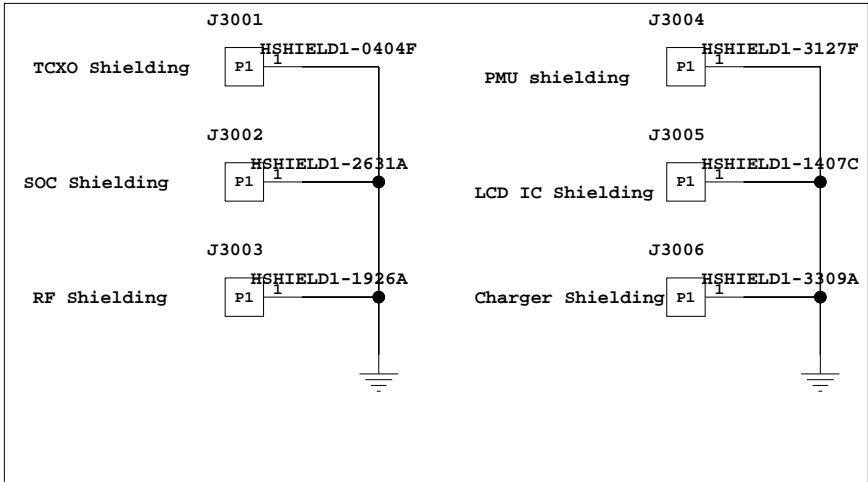 J3001
HSHIELD1-0404F
TCXO Shielding
P1
1
J3002
HSHIELD1-2631A
SOC Shielding
P1
1
J3003
HSHIELD1-1926A
RF Shielding
P1
1
J3004
HSHIELD1-3127F
PMU shielding
P1
1
J3005
HSHIELD1-1407C
LCD IC Shielding
P1
1
J3006
HSHIELD1-3309A
Charger Shielding
P1
1